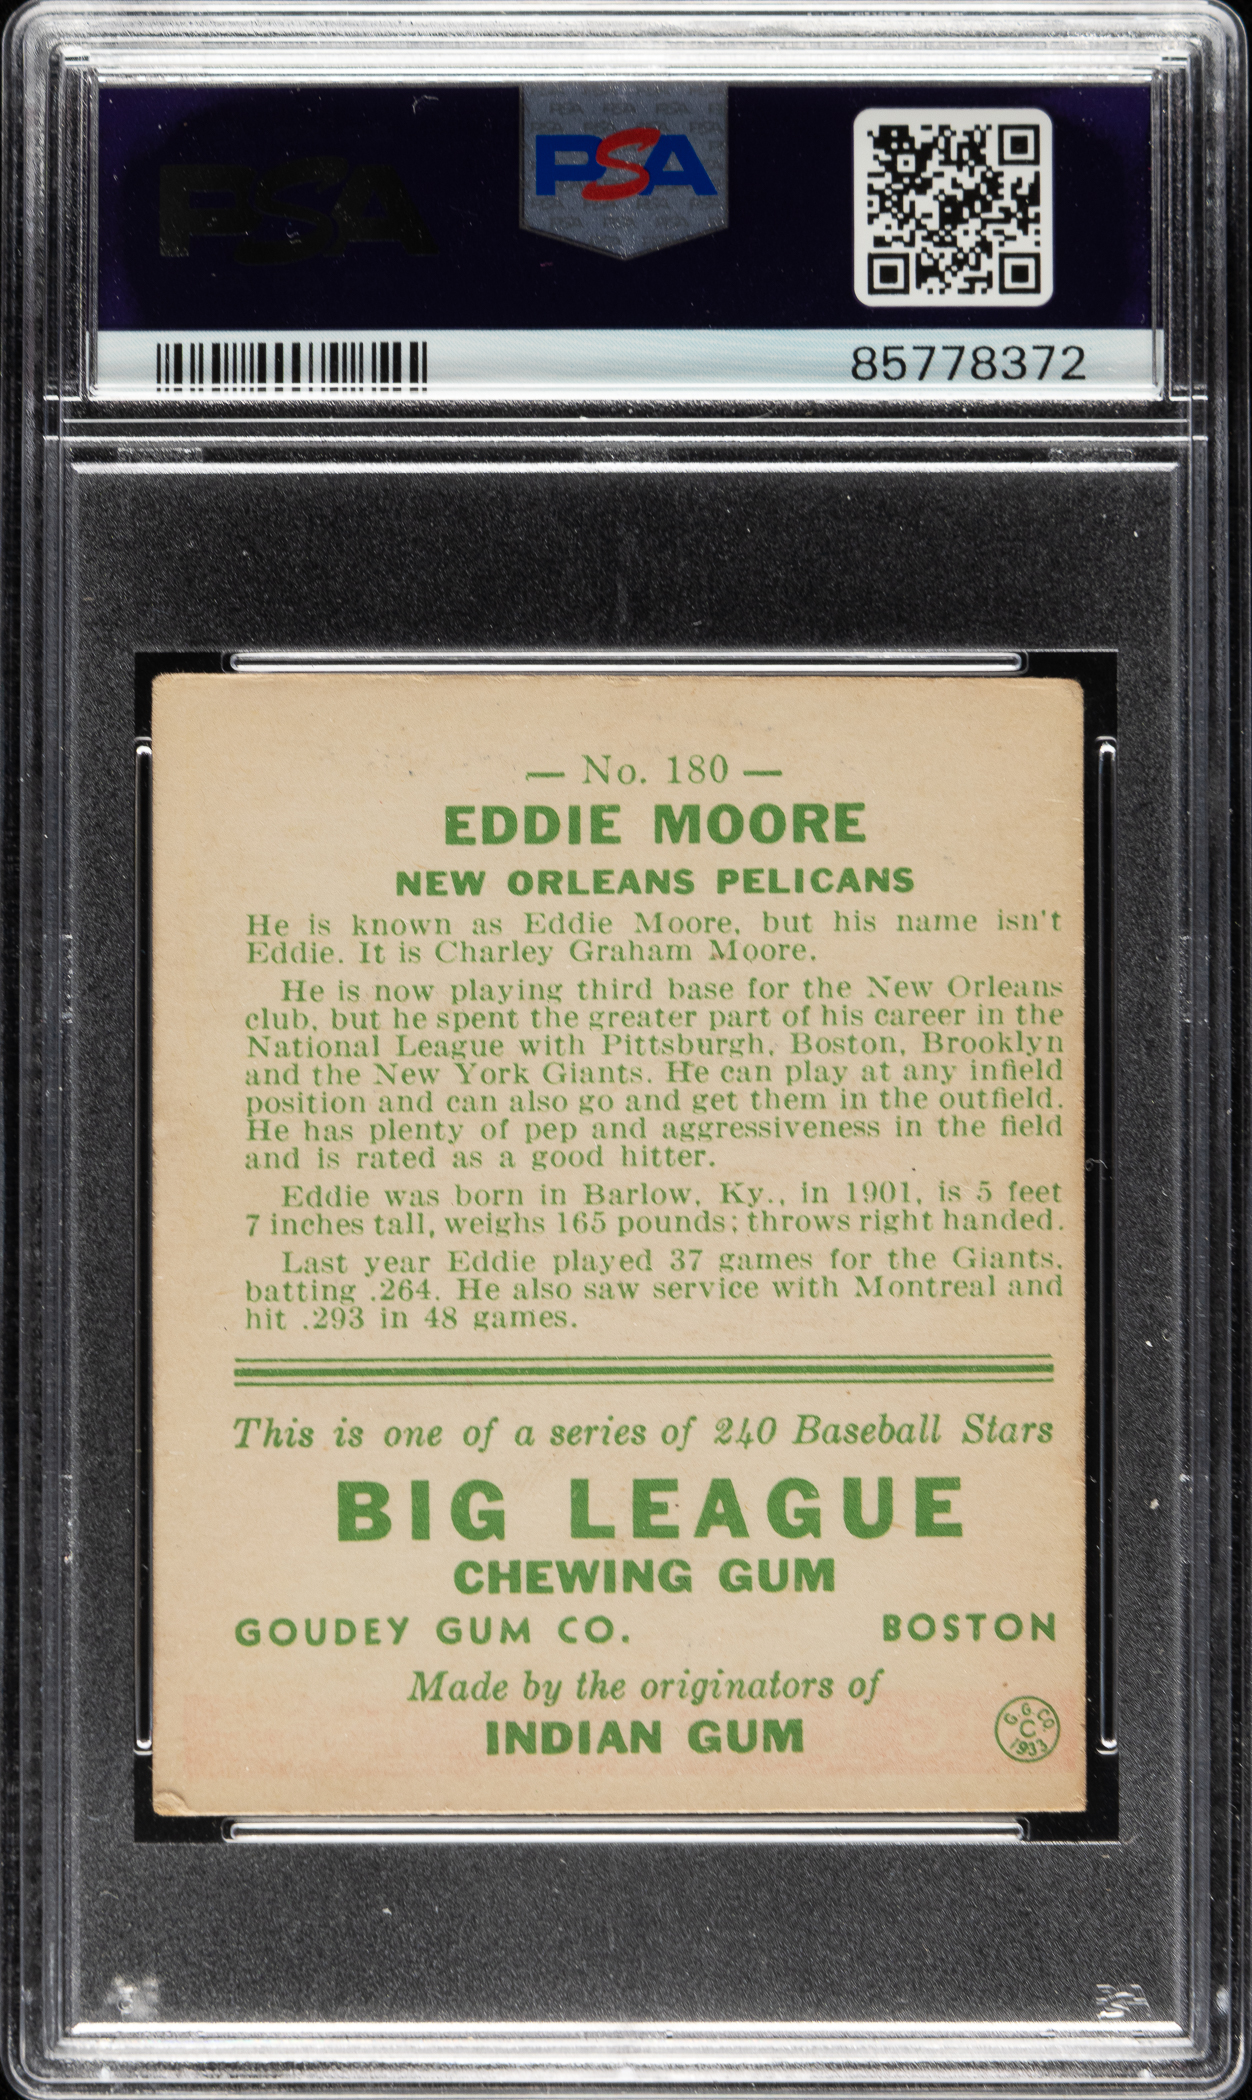 PSA
PSA
85778372
— No. 180 —
EDDIE MOORE
NEW ORLEANS PELICANS
He is known as Eddie Moore, but his name isn't
Eddie. It is Charley Graham Moore.
He is now playing third base for the New Orleans
club, but he spent the greater part of his career in the
National League with Pittsburgh, Boston, Brooklyn
and the New York Giants. He can play at any infield
position and can also go and get them in the outfield.
He has plenty of pep and aggressiveness in the field
and is rated as a good hitter.
Eddie was born in Barlow, Ky., in 1901, is 5 feet
7 inches tall, weighs 165 pounds; throws right handed.
Last year Eddie played 37 games for the Giants,
batting .264. He also saw service with Montreal and
hit .293 in 48 games.
This is one of a series of 240 Baseball Stars
BIG LEAGUE
CHEWING GUM
GOUDEY GUM CO. BOSTON
Made by the originators of
INDIAN GUM
G.G.CO.
C
1933